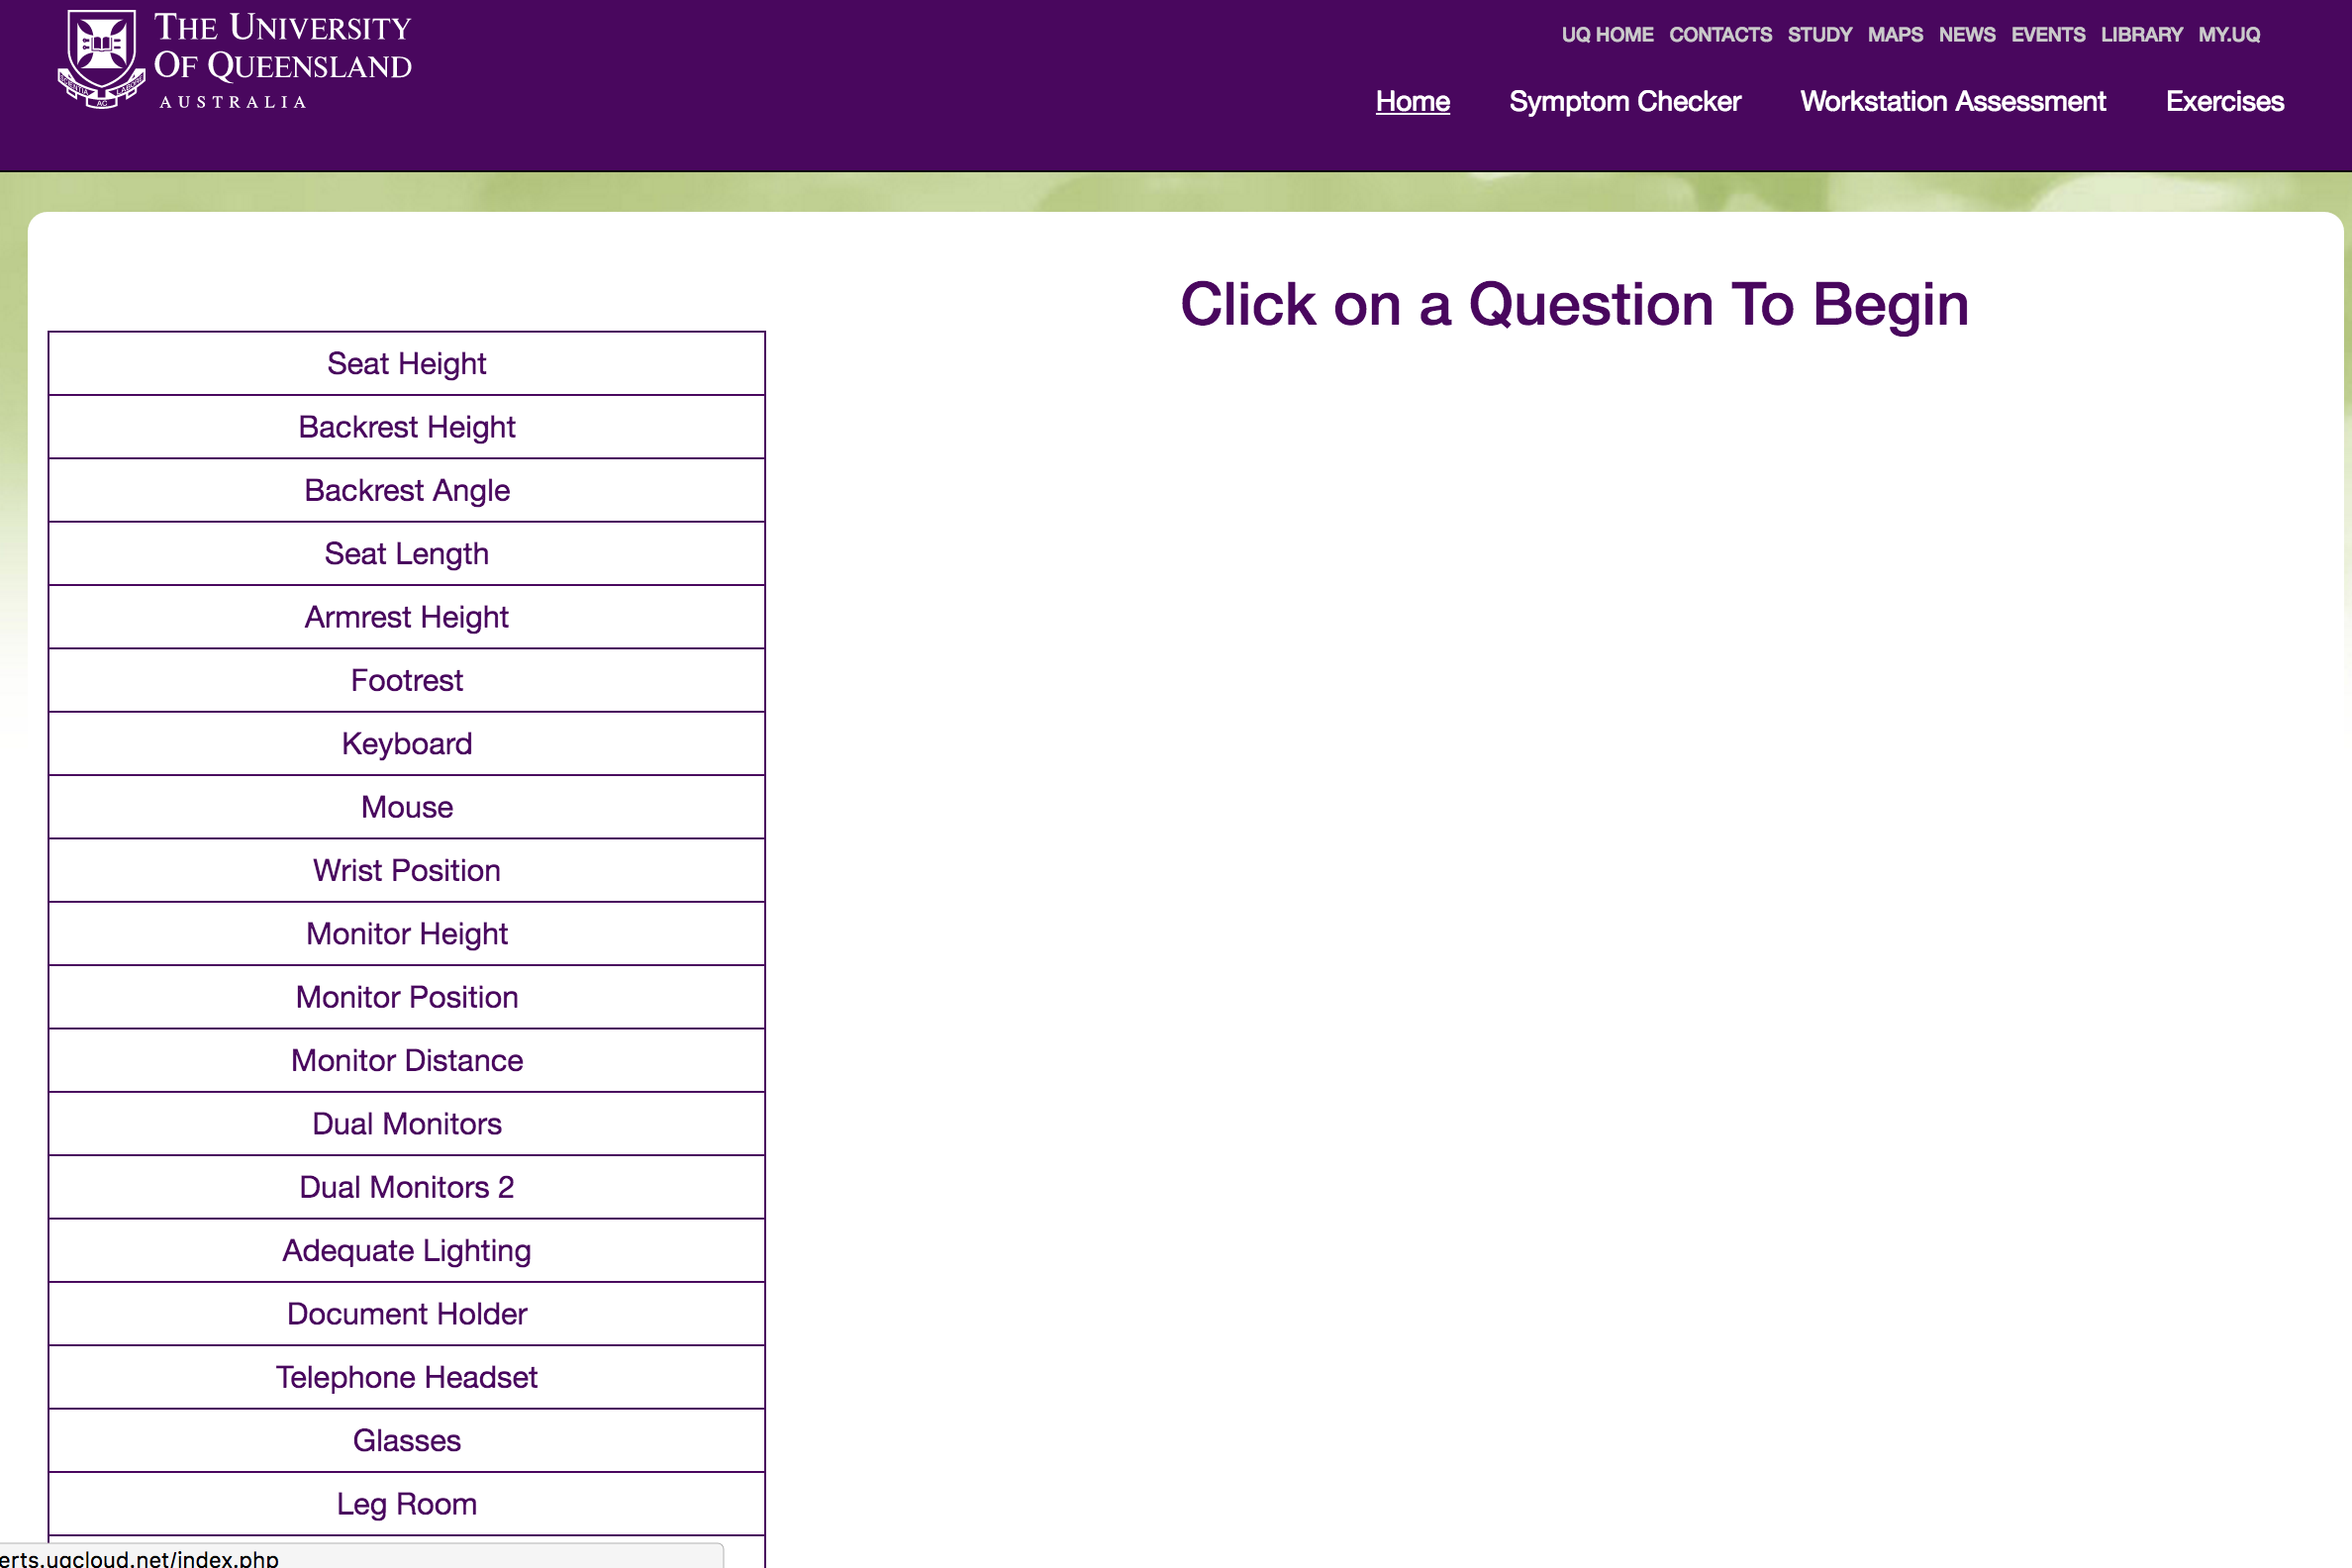 THE UNIVERSITY
OF QUEENSLAND
AUSTRALIA
UQ HOME CONTACTS STUDY MAPS NEWS EVENTS LIBRARY MY.UQ
Home Symptom Checker Workstation Assessment Exercises
Click on a Question To Begin
Seat Height
Backrest Height
Backrest Angle
Seat Length
Armrest Height
Footrest
Keyboard
Mouse
Wrist Position
Monitor Height
Monitor Position
Monitor Distance
Dual Monitors
Dual Monitors 2
Adequate Lighting
Document Holder
Telephone Headset
Glasses
Leg Room
erts.uqcloud.net/index.php